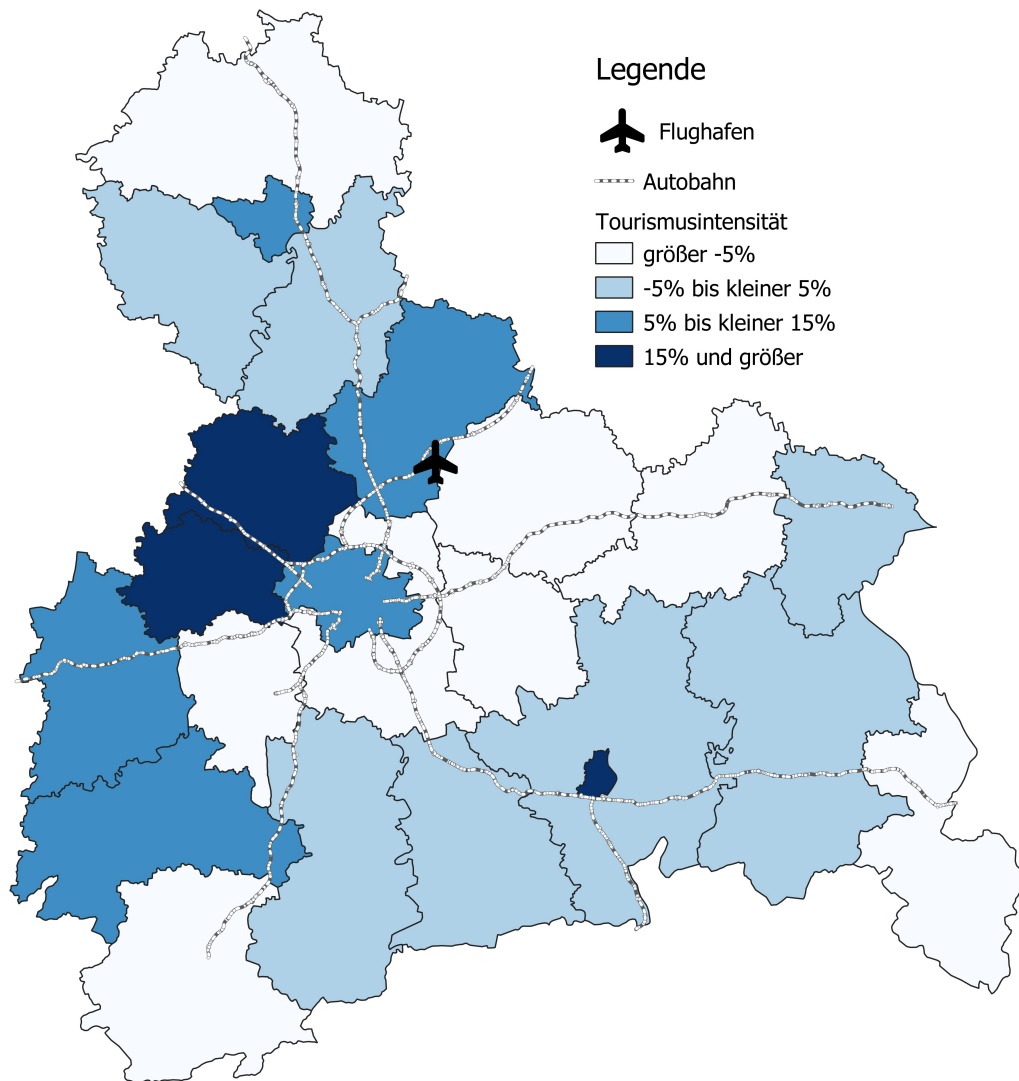 Legende
Flughafen
Autobahn
Tourismusintensität
größer -5%
-5% bis kleiner 5%
5% bis kleiner 15%
15% und größer